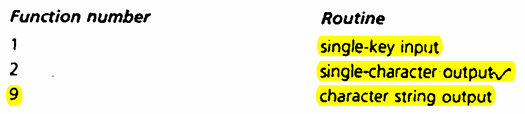 Function number Routine
1 single-key input
2 single-character output
9 character string output